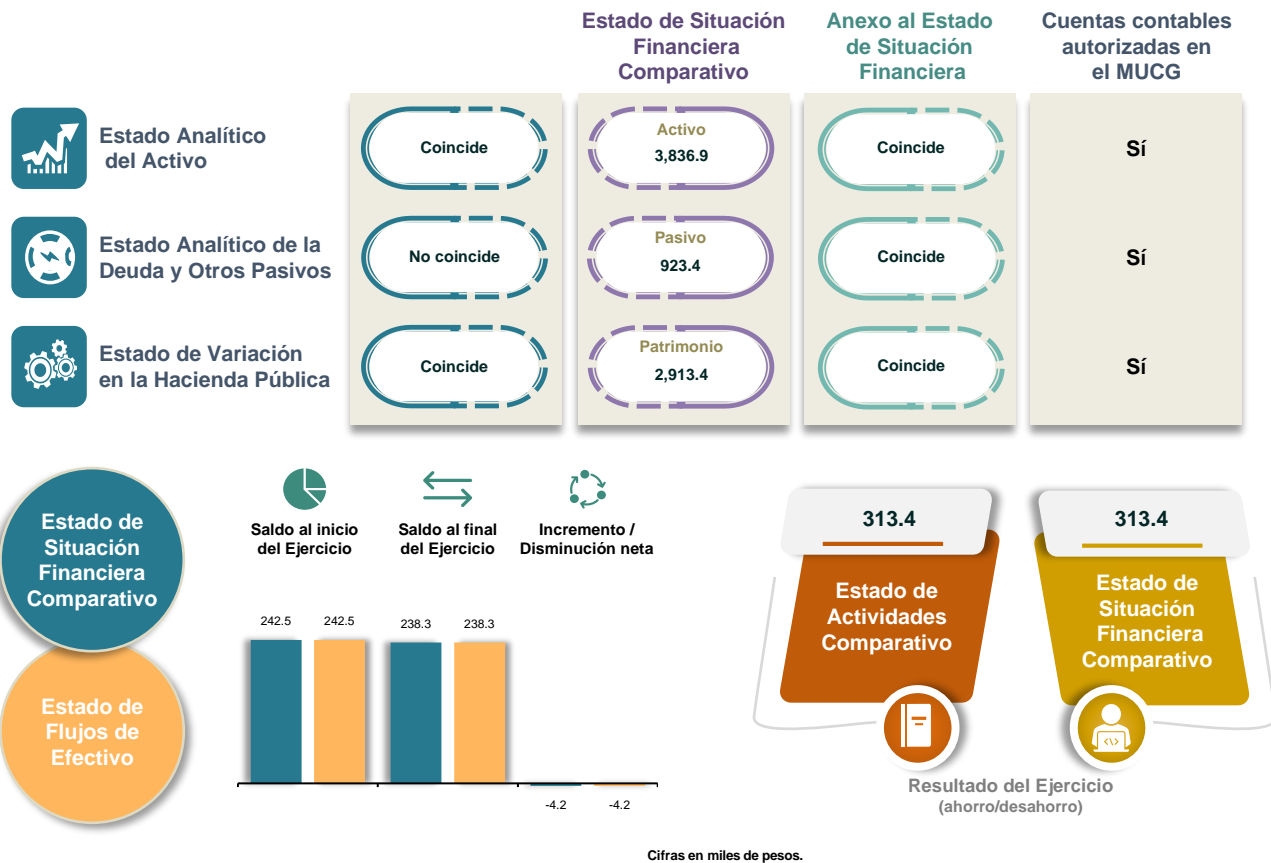 Estado de Situación
Financiera
Comparativo
Anexo al Estado
de Situación
Financiera
Cuentas contables
autorizadas en
el MUCG
Estado Analítico
del Activo
Coincide
Activo
3,836.9
Coincide
Sí
Estado Analítico de la
Deuda y Otros Pasivos
No coincide
Pasivo
923.4
Coincide
Sí
Estado de Variación
en la Hacienda Pública
Coincide
Patrimonio
2,913.4
Coincide
Sí
Estado de
Situación
Financiera
Comparativo
Estado de
Flujos de
Efectivo
Saldo al inicio
del Ejercicio
Saldo al final
del Ejercicio
Incremento /
Disminución neta
242.5
242.5
238.3
238.3
-4.2
-4.2
313.4
Estado de
Actividades
Comparativo
313.4
Estado de
Situación
Financiera
Comparativo
Resultado del Ejercicio
(ahorro/desahorro)
Cifras en miles de pesos.